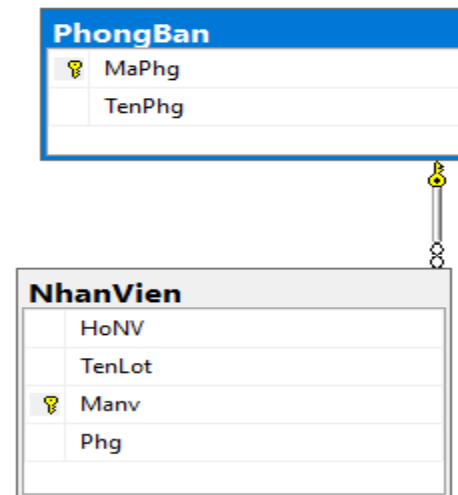 PhongBan
MaPhg
TenPhg
NhanVien
HoNV
TenLot
Manv
Phg